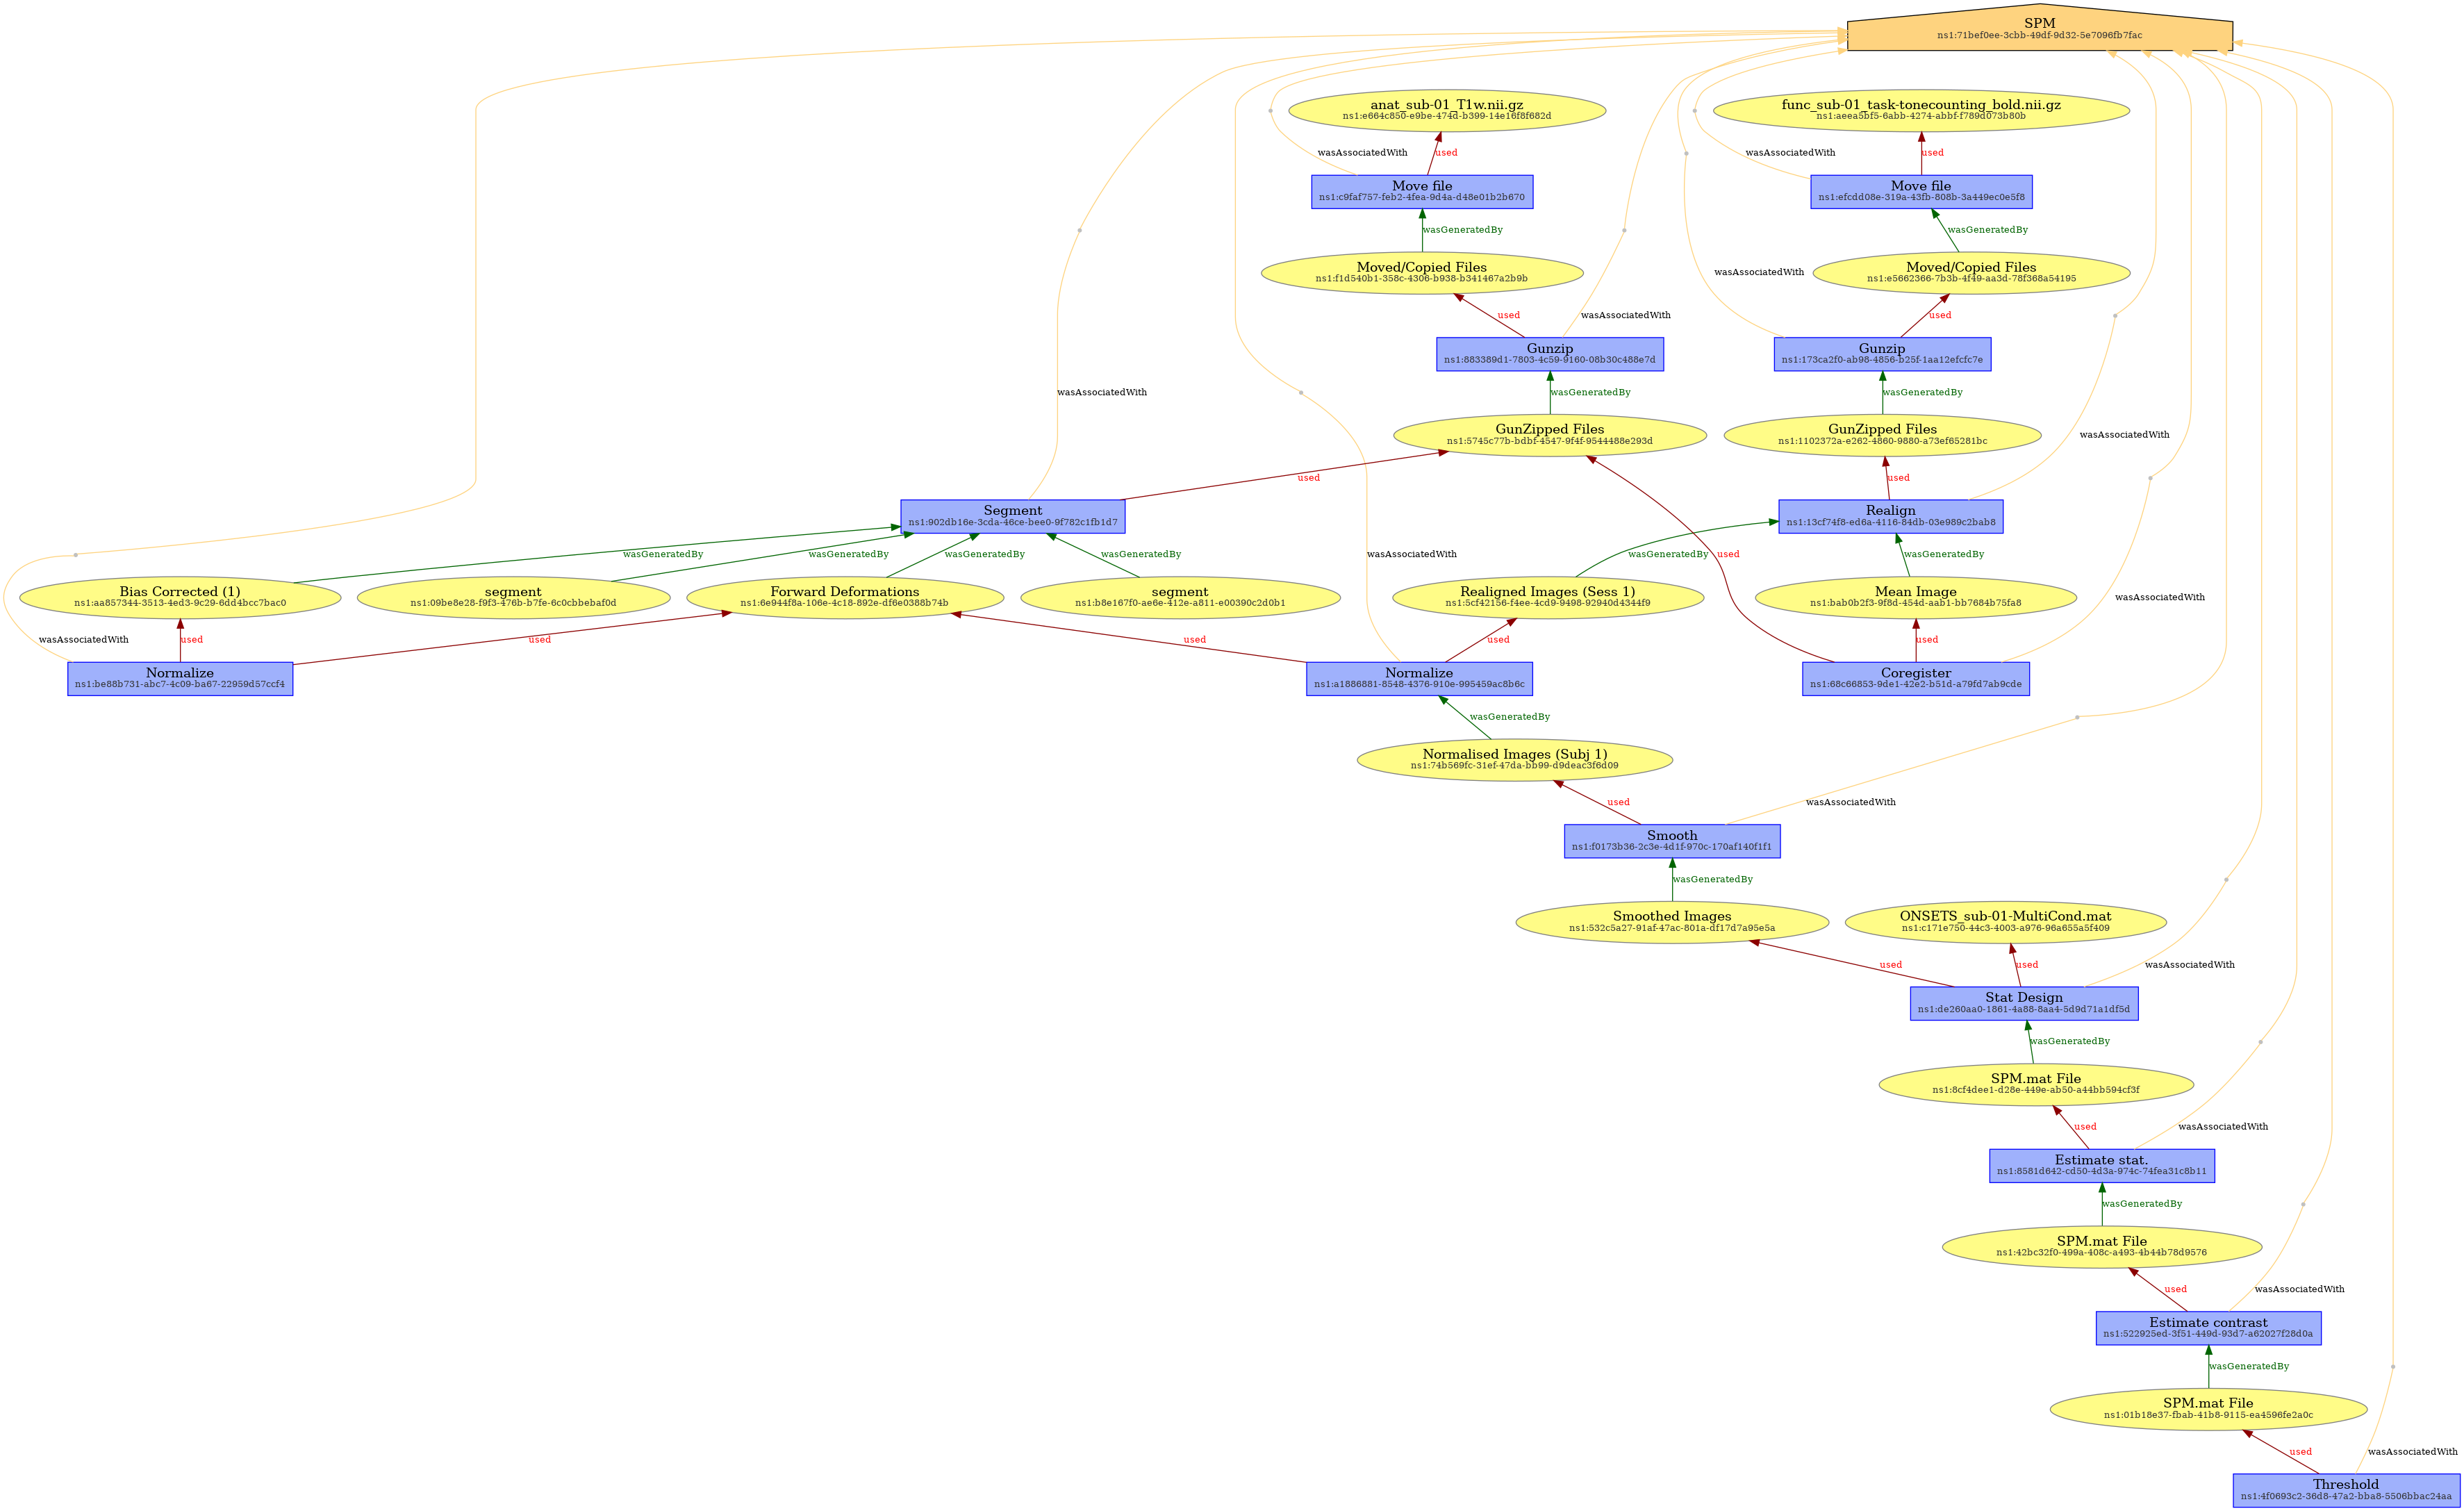 SPM
ns1:71bef0ee-3cbb-49df-9d32-5e7096fb7fac
anat_sub-01_T1w.nii.gz
ns1:e664c850-e9be-474d-b399-14e16f8f682d
func_sub-01_task-tonecounting_bold.nii.gz
ns1:aeea5bf5-6abb-4274-abbf-f789d073b80b
wasAssociatedWith
used
wasAssociatedWith
used
Move file
ns1:c9faf757-feb2-4fea-9d4a-d48e01b2b670
Move file
ns1:efcdd08e-319a-43fb-808b-3a449ec0e5f8
wasGeneratedBy
wasGeneratedBy
Moved/Copied Files
ns1:f1d540b1-358c-4306-b938-b341467a2b9b
wasAssociatedWith
Moved/Copied Files
ns1:e5662366-7b3b-4f49-aa3d-78f368a54195
used
wasAssociatedWith
used
Gunzip
ns1:883389d1-7803-4c59-9160-08b30c488e7d
Gunzip
ns1:173ca2f0-ab98-4856-b25f-1aa12efcfc7e
wasAssociatedWith
wasGeneratedBy
wasGeneratedBy
GunZipped Files
ns1:5745c77b-bdbf-4547-9f4f-9544488e293d
GunZipped Files
ns1:1102372a-e262-4860-9880-a73ef65281bc
wasAssociatedWith
used
used
Segment
ns1:902db16e-3cda-46ce-bee0-9f782c1fb1d7
Realign
ns1:13cf74f8-ed6a-4116-84db-03e989c2bab8
wasGeneratedBy
wasGeneratedBy
wasGeneratedBy
wasGeneratedBy
wasAssociatedWith
wasGeneratedBy
used
wasGeneratedBy
Bias Corrected (1)
ns1:aa857344-3513-4ed3-9c29-6dd4bcc7bac0
segment
ns1:09be8e28-f9f3-476b-b7fe-6c0cbbebaf0d
Forward Deformations
ns1:6e944f8a-106e-4c18-892e-df6e0388b74b
segment
ns1:b8e167f0-ae6e-412e-a811-e00390c2d0b1
Realigned Images (Sess 1)
ns1:5cf42156-f4ee-4cd9-9498-92940d4344f9
Mean Image
ns1:bab0b2f3-9f8d-454d-aab1-bb7684b75fa8
wasAssociatedWith
wasAssociatedWith
used
used
used
used
used
Normalize
ns1:be88b731-abc7-4c09-ba67-22959d57ccf4
Normalize
ns1:a1886881-8548-4376-910e-995459ac8b6c
Coregister
ns1:68c66853-9de1-42e2-b51d-a79fd7ab9cde
wasGeneratedBy
Normalised Images (Subj 1)
ns1:74b569fc-31ef-47da-bb99-d9deac3f6d09
used
wasAssociatedWith
Smooth
ns1:f0173b36-2c3e-4d1f-970c-170af140f1f1
wasGeneratedBy
Smoothed Images
ns1:532c5a27-91af-47ac-801a-df17d7a95e5a
ONSETS_sub-01-MultiCond.mat
ns1:c171e750-44c3-4003-a976-96a655a5f409
used
used
wasAssociatedWith
Stat Design
ns1:de260aa0-1861-4a88-8aa4-5d9d71a1df5d
wasGeneratedBy
SPM.mat File
ns1:8cf4dee1-d28e-449e-ab50-a44bb594cf3f
used
wasAssociatedWith
Estimate stat.
ns1:8581d642-cd50-4d3a-974c-74fea31c8b11
wasGeneratedBy
SPM.mat File
ns1:42bc32f0-499a-408c-a493-4b44b78d9576
used
wasAssociatedWith
Estimate contrast
ns1:522925ed-3f51-449d-93d7-a62027f28d0a
wasGeneratedBy
SPM.mat File
ns1:01b18e37-fbab-41b8-9115-ea4596fe2a0c
used
wasAssociatedWith
Threshold
ns1:4f0693c2-36d8-47a2-bba8-5506bbac24aa